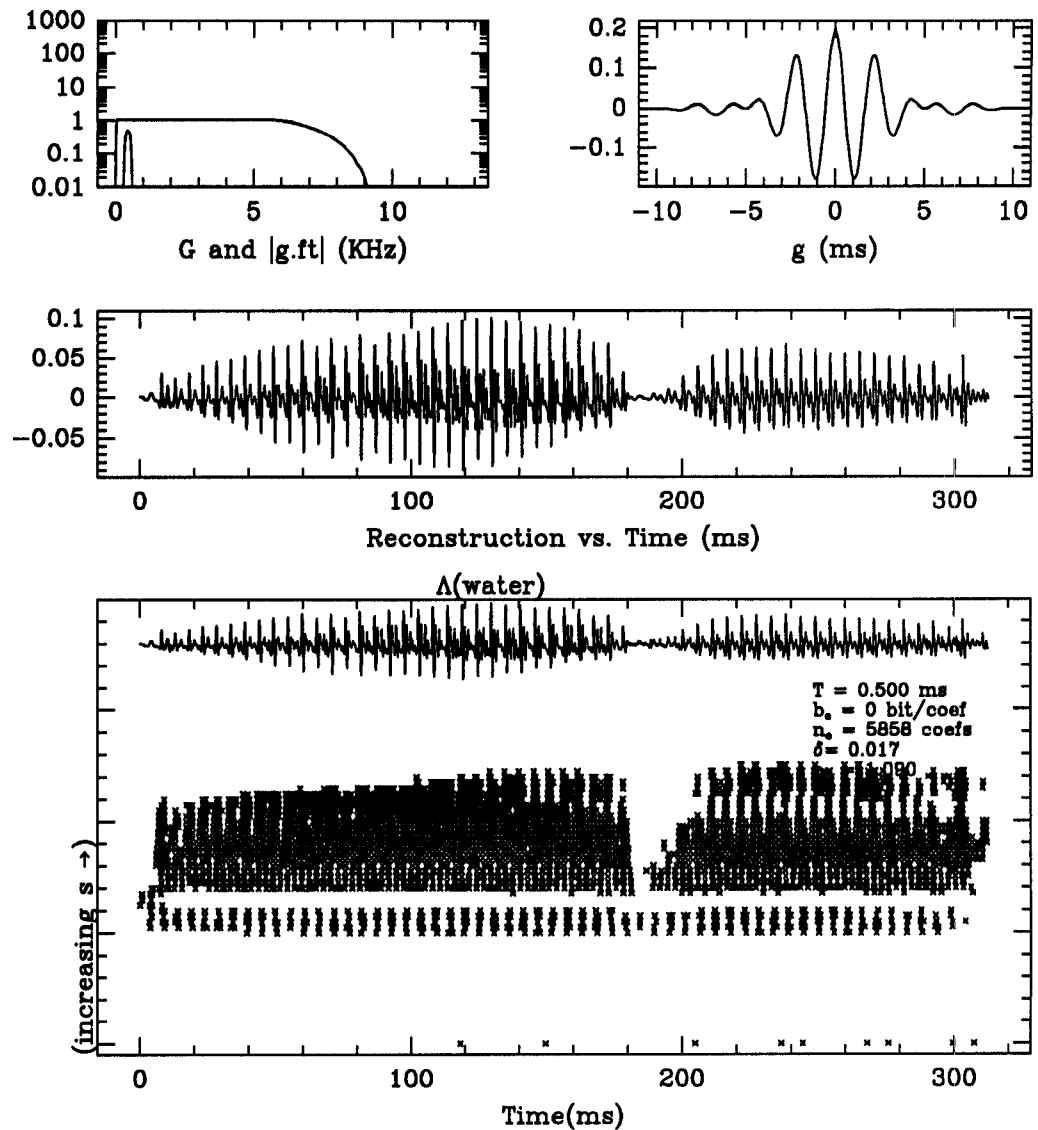 1000
100
10
1
0.1
0.01
0 5 10
G and |g.ft| (KHz)
0.2
0.1
0
−0.1
−10 −5 0 5 10
g (ms)
0.1
0.05
0
−0.05
0 100 200 300
Reconstruction vs. Time (ms)
Λ(water)
T = 0.500 ms
bₑ = 0 bit/coef
nₑ = 5858 coefs
δ= 0.017
1.090
(increasing s →)
0 100 200 300
Time(ms)